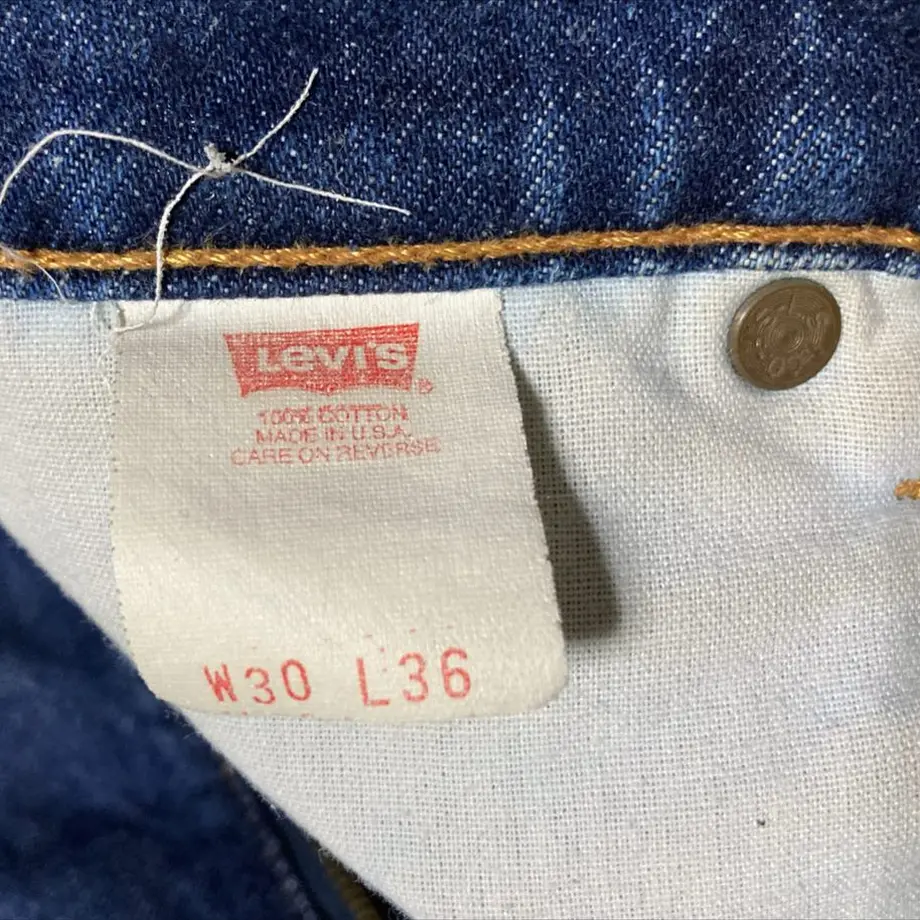 Levi's®
100% COTTON
MADE IN U.S.A.
CARE ON REVERSE
W30 L36